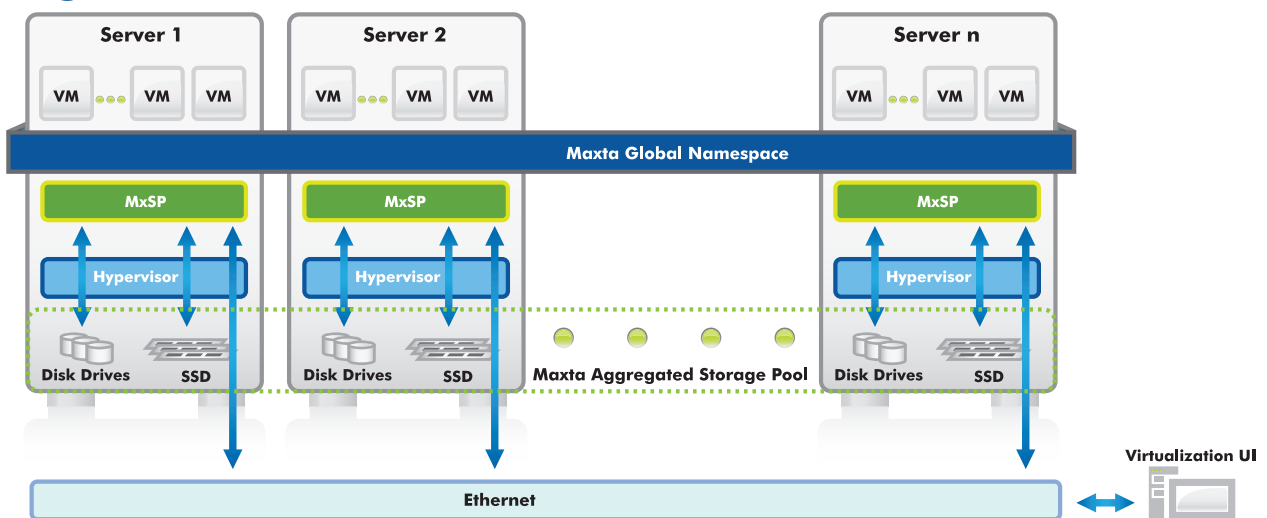 Server 1
Server 2
Server n
VM VM VM
VM VM VM
VM VM VM
Maxta Global Namespace
MxSP
MxSP
MxSP
Hypervisor
Hypervisor
Hypervisor
Disk Drives SSD
Disk Drives SSD
Maxta Aggregated Storage Pool
Disk Drives SSD
Virtualization UI
Ethernet